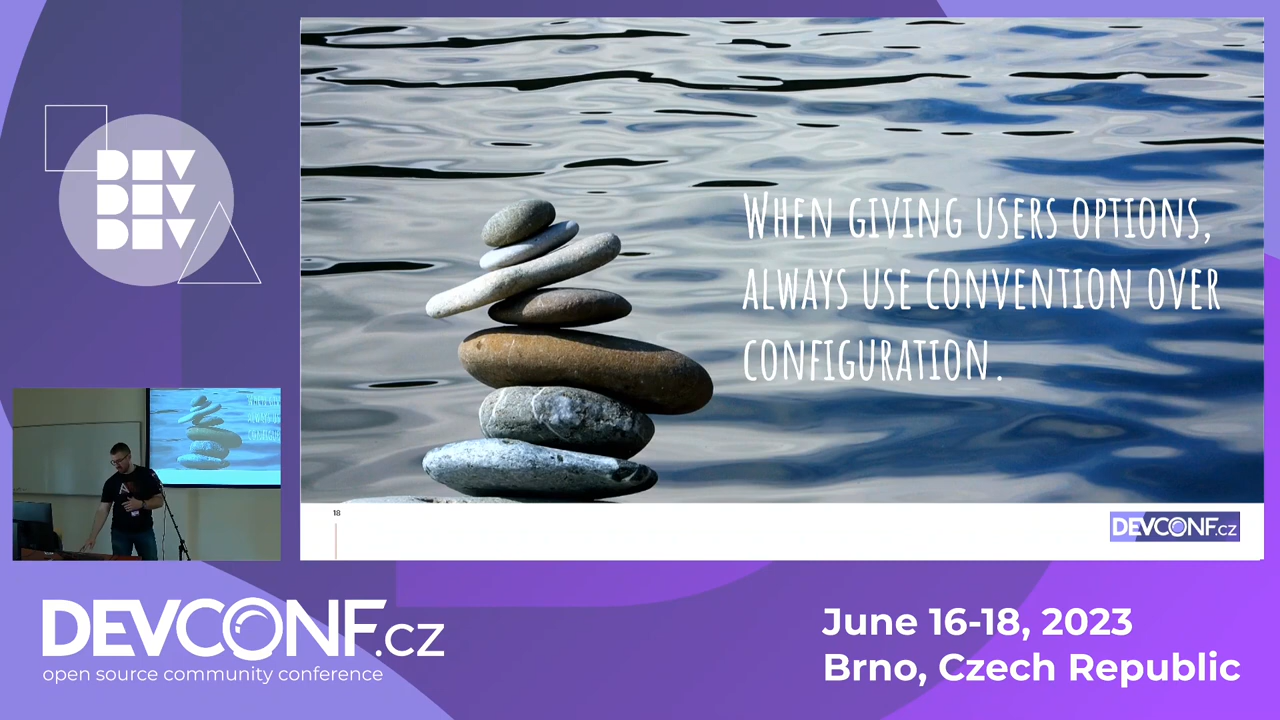 DEV
DEV
DEV
When giving users options,
always use convention over
configuration.
18
DEVCONF.cz
DEVCONF.cz
open source community conference
June 16-18, 2023
Brno, Czech Republic